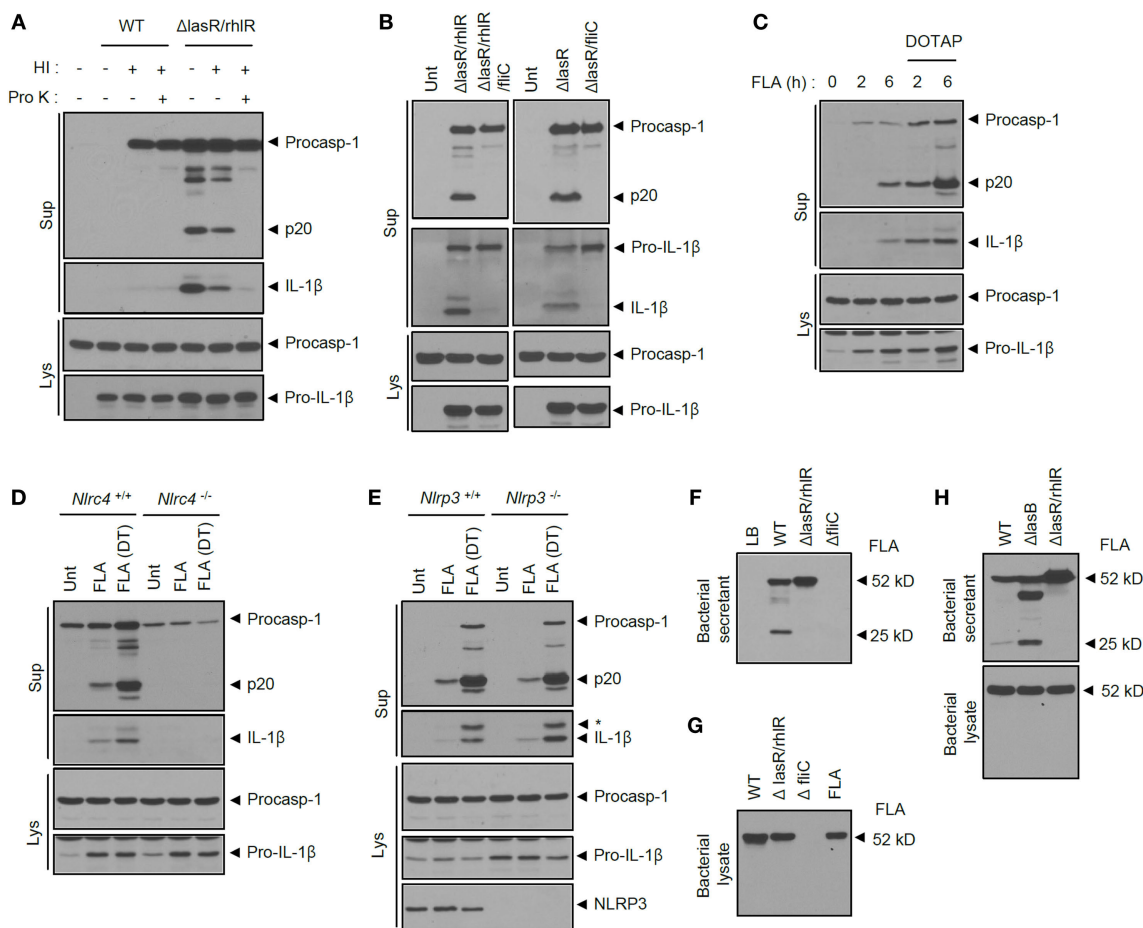 A
WT ΔlasR/rhlR
HI : - - + + - + +
Pro K : - - - + - - +
Sup
Procasp-1
p20
IL-1β
Lys
Procasp-1
Pro-IL-1β
B
Unt ΔlasR/rhlR ΔlasR/rhlR/fliC Unt ΔlasR ΔlasR/fliC
Sup
Procasp-1
p20
Pro-IL-1β
IL-1β
Lys
Procasp-1
Pro-IL-1β
C
DOTAP
FLA (h) : 0 2 6 2 6
Sup
Procasp-1
p20
IL-1β
Lys
Procasp-1
Pro-IL-1β
D
Nlrc4 +/+ Nlrc4 -/-
Unt FLA FLA (DT) Unt FLA FLA (DT)
Sup
Procasp-1
p20
IL-1β
Lys
Procasp-1
Pro-IL-1β
E
Nlrp3 +/+ Nlrp3 -/-
Unt FLA FLA (DT) Unt FLA FLA (DT)
Sup
Procasp-1
p20
*
IL-1β
Lys
Procasp-1
Pro-IL-1β
NLRP3
F
LB WT ΔlasR/rhlR ΔfliC
FLA
Bacterial secretant
52 kD
25 kD
G
WT Δ lasR/rhlR Δ fliC FLA
FLA
Bacterial lysate
52 kD
H
WT ΔlasB ΔlasR/rhlR
FLA
Bacterial secretant
52 kD
25 kD
Bacterial lysate
52 kD